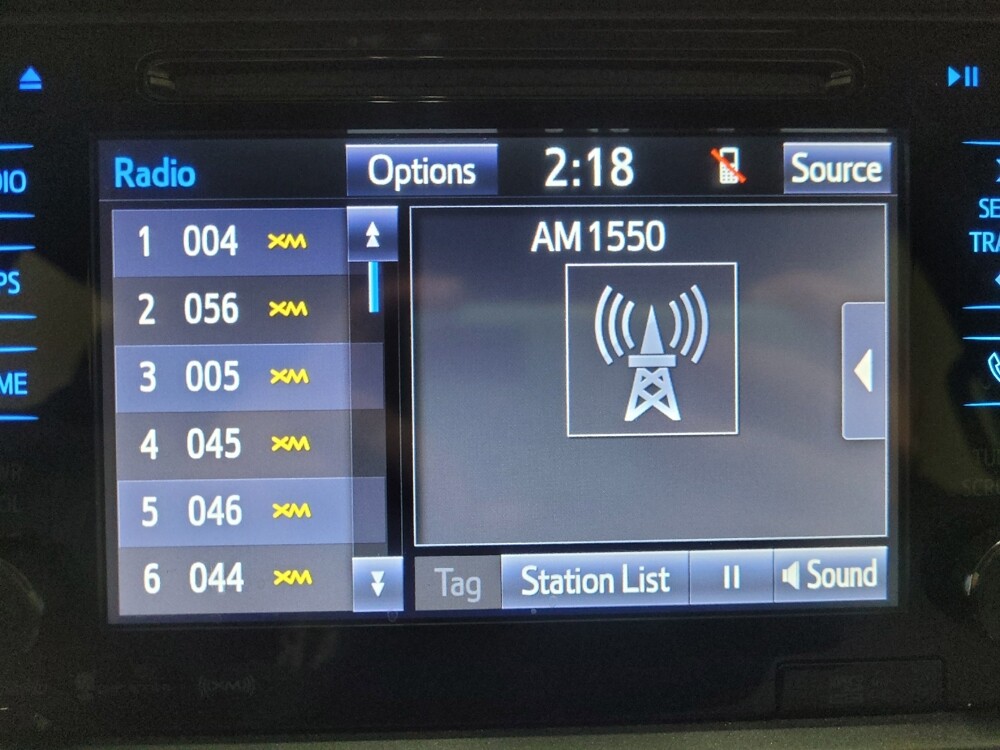 Radio Options 2:18 Source
1 004 XM
2 056 XM
3 005 XM
4 045 XM
5 046 XM
6 044 XM
AM 1550
Tag Station List Sound